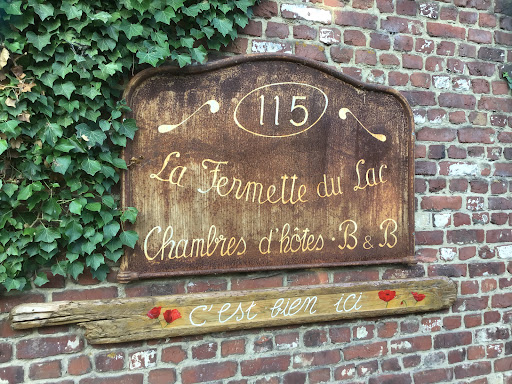 115
La Fermette du Lac
Chambres d'hôtes · B & B
C'est bien ici